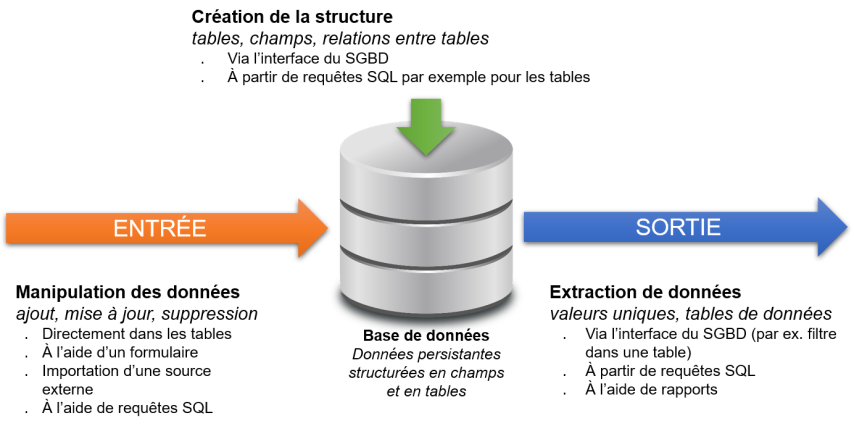 Création de la structure
tables, champs, relations entre tables
. Via l'interface du SGBD
. À partir de requêtes SQL par exemple pour les tables
ENTRÉE
SORTIE
Manipulation des données
ajout, mise à jour, suppression
. Directement dans les tables
. À l'aide d'un formulaire
. Importation d'une source
externe
. À l'aide de requêtes SQL
Base de données
Données persistantes
structurées en champs
et en tables
Extraction de données
valeurs uniques, tables de données
. Via l'interface du SGBD (par ex. filtre
dans une table)
. À partir de requêtes SQL
. À l'aide de rapports